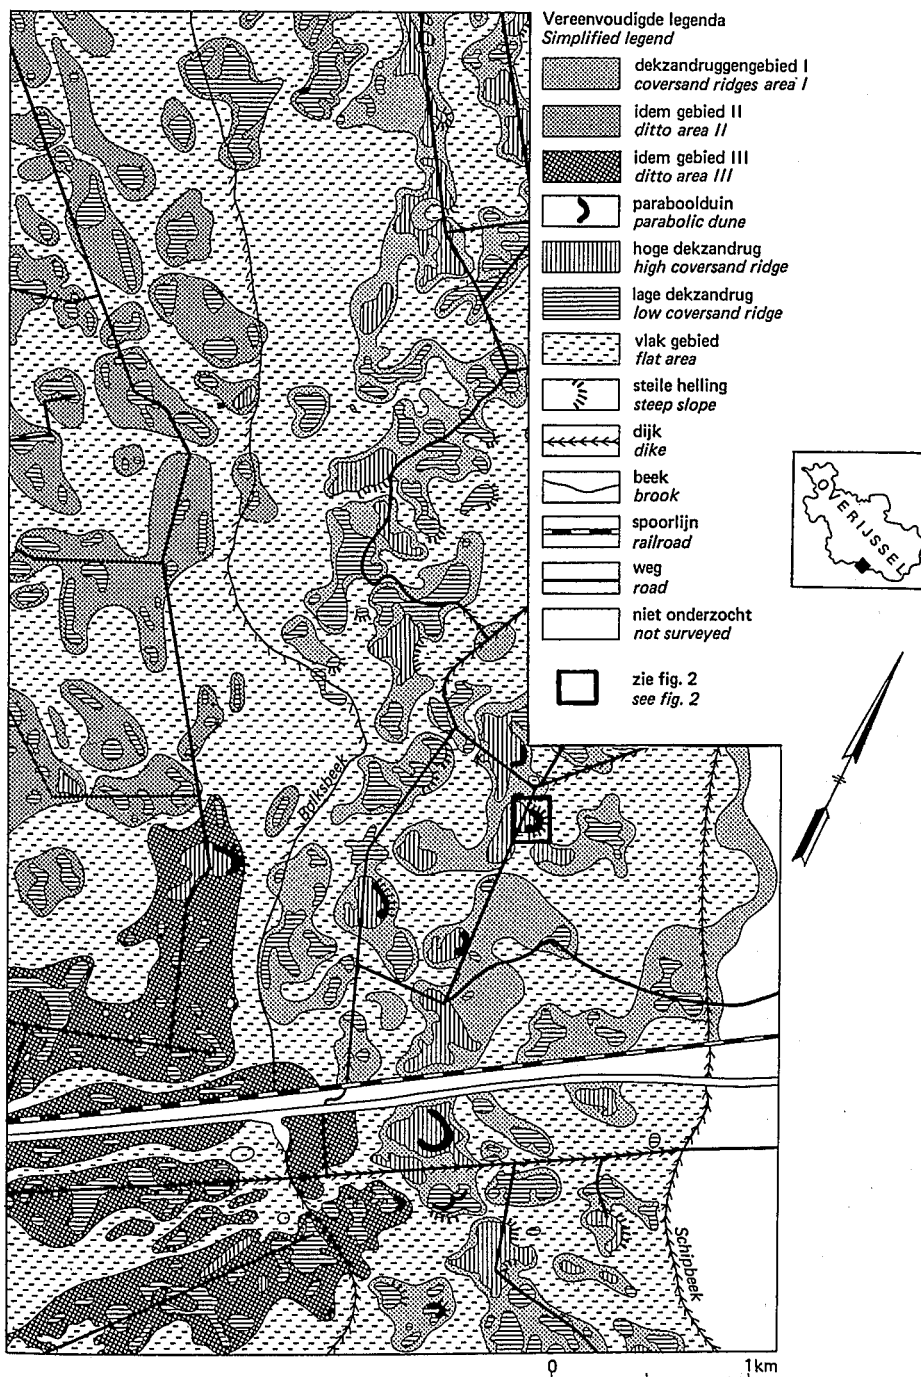 Vereenvoudigde legenda
Simplified legend
dekzandruggengebied I
coversand ridges area I
idem gebied II
ditto area II
idem gebied III
ditto area III
paraboolduin
parabolic dune
hoge dekzandrug
high coversand ridge
lage dekzandrug
low coversand ridge
vlak gebied
flat area
steile helling
steep slope
dijk
dike
beek
brook
spoorlijn
railroad
weg
road
niet onderzocht
not surveyed
zie fig. 2
see fig. 2
OVERIJSSEL
Bolksbeek
Schipbeek
0 1km